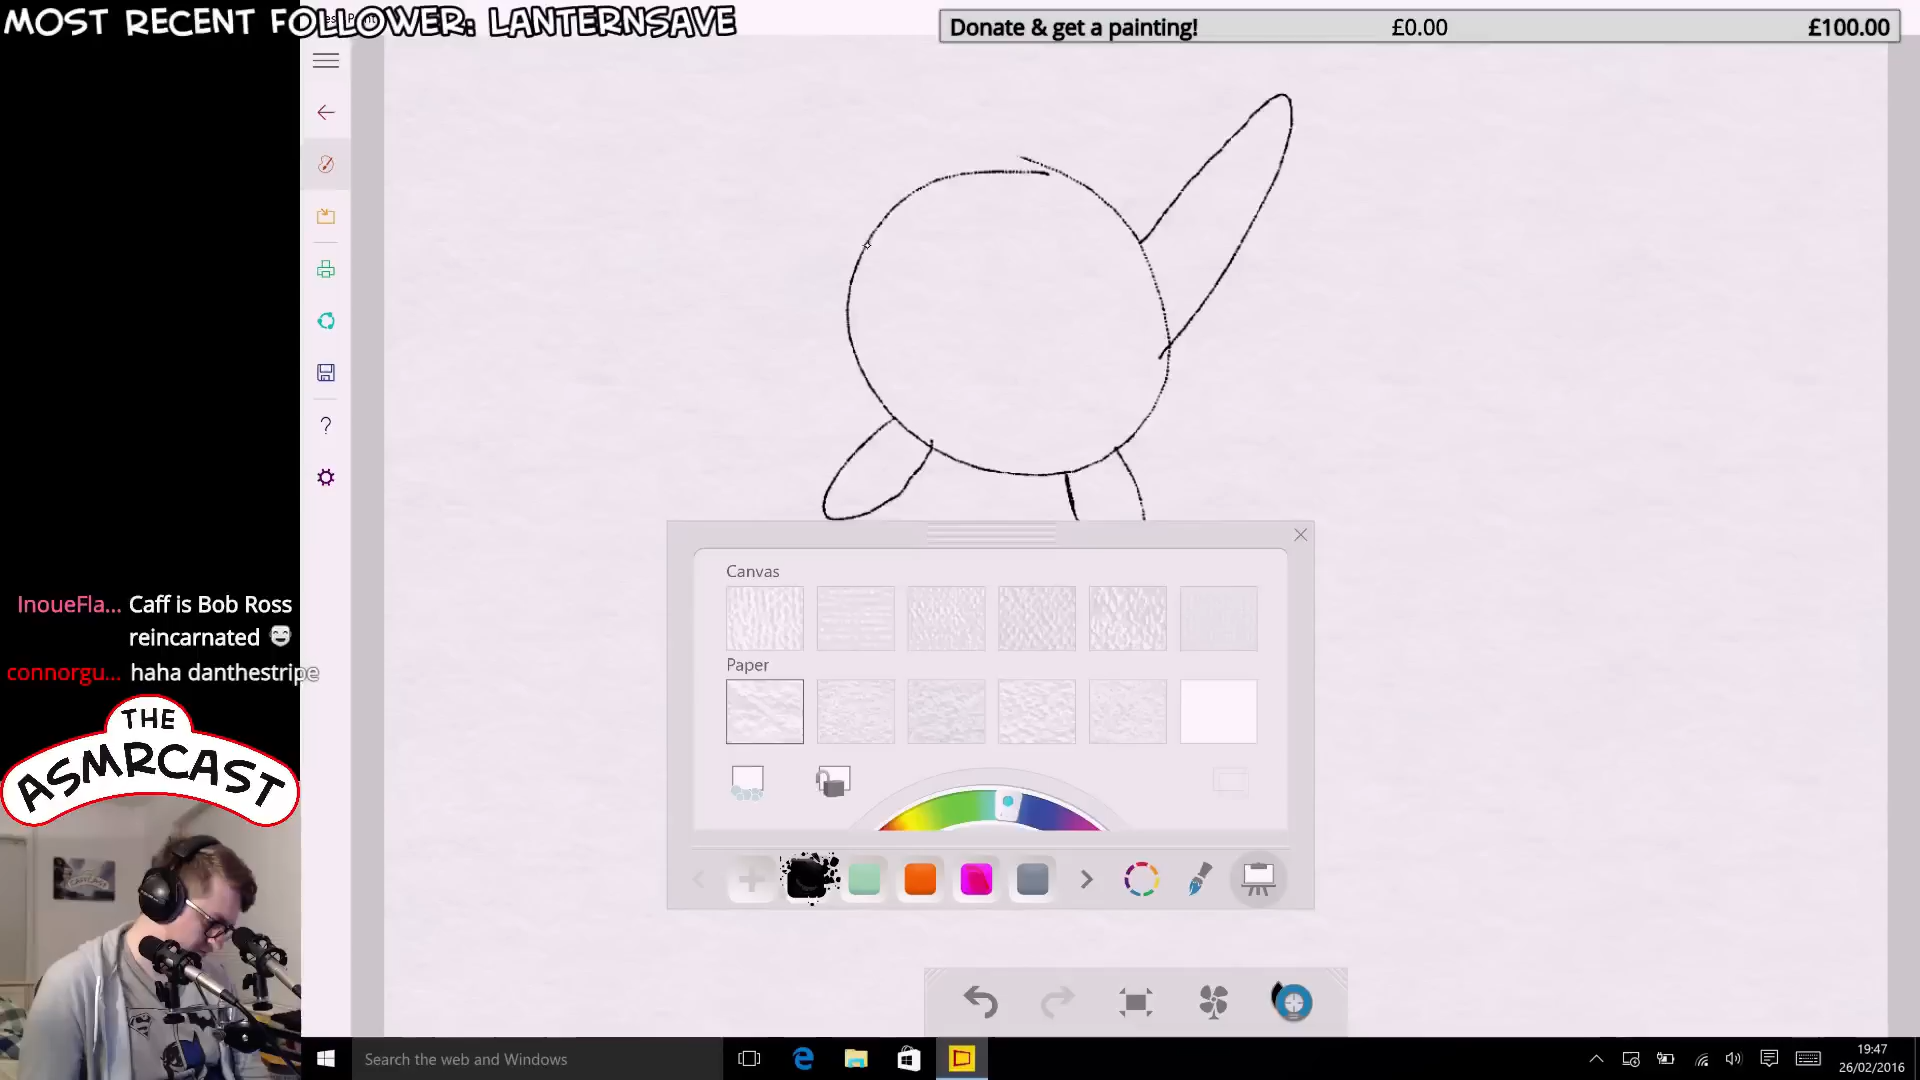 MOST RECENT FOLLOWER: LANTERNSAVE
Donate & get a painting! £0.00 £100.00
Canvas
Paper
InoueFla... Caff is Bob Ross
reincarnated
connorgu... haha danthestripe
THE
ASMRCAST
Search the web and Windows
19:47
26/02/2016